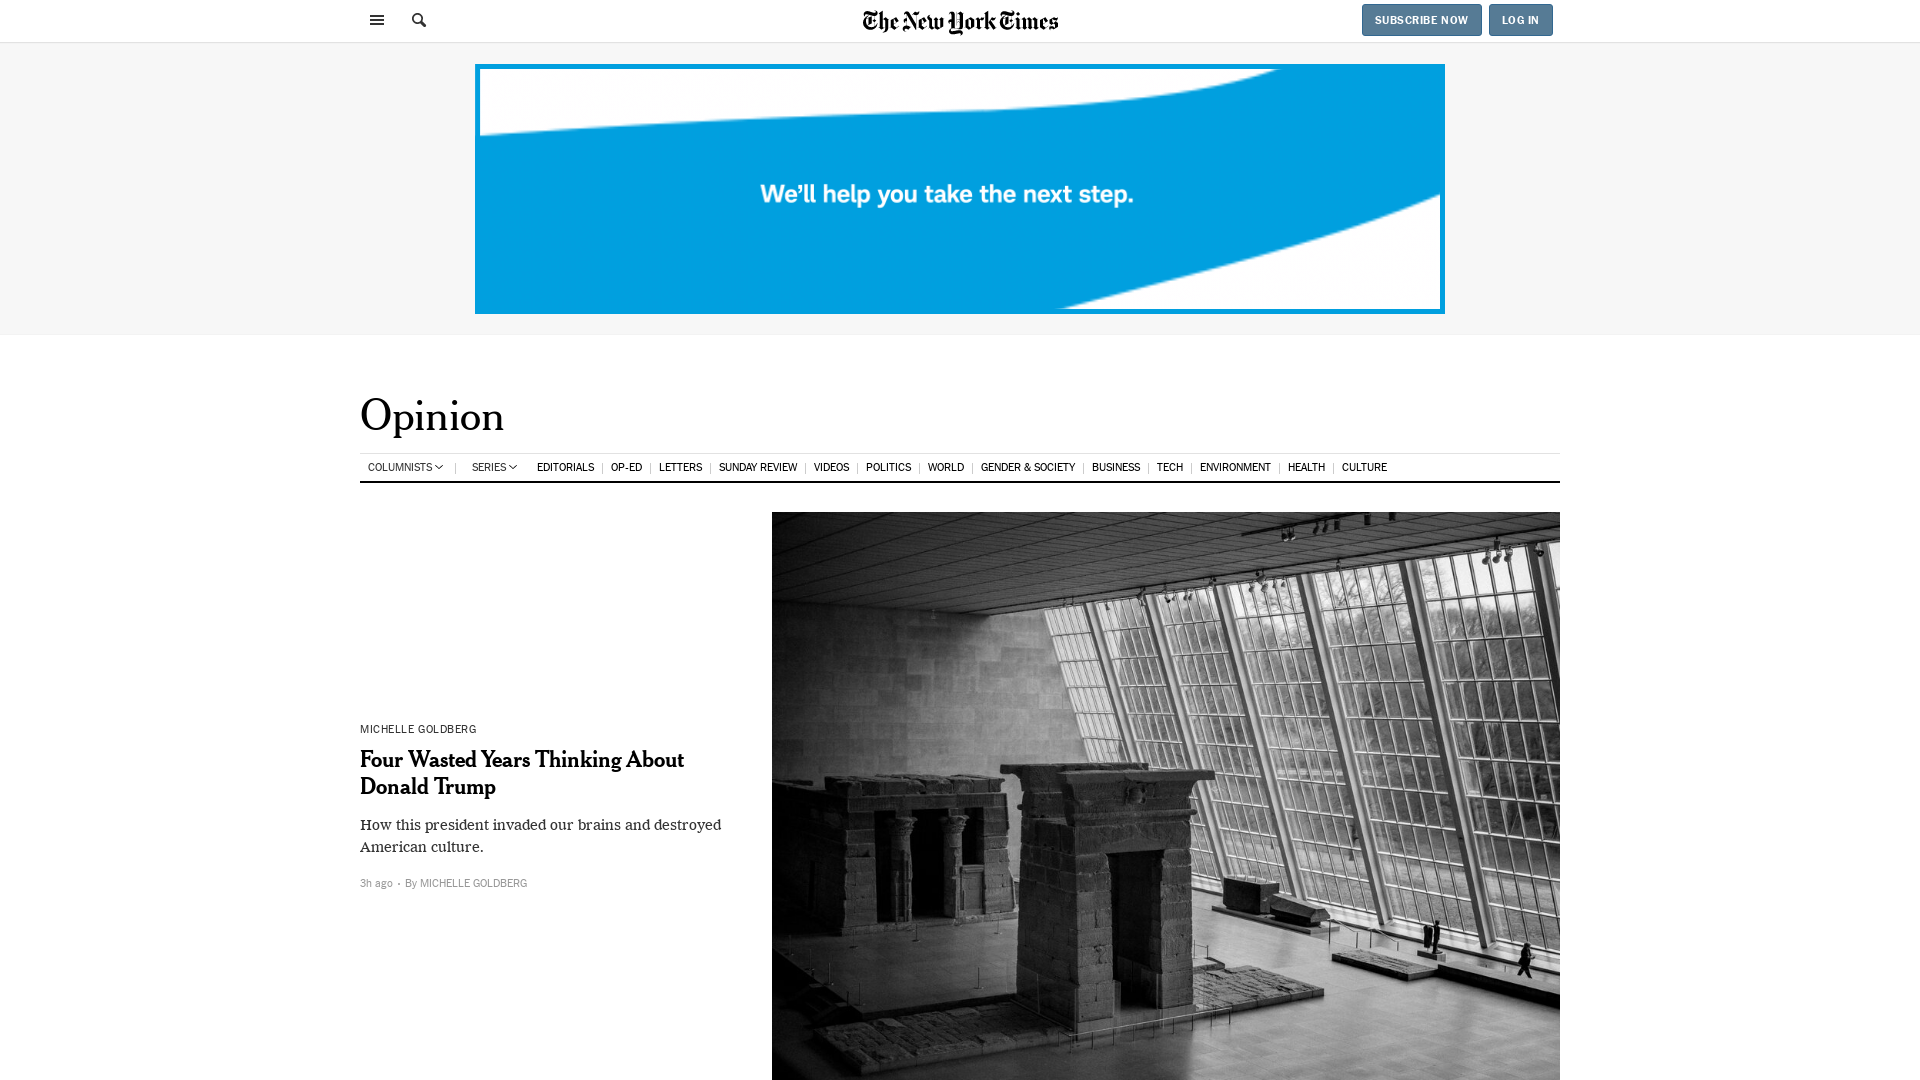 The New York Times
SUBSCRIBE NOW
LOG IN
We'll help you take the next step.
Opinion
COLUMNISTS
SERIES
EDITORIALS
OP-ED
LETTERS
SUNDAY REVIEW
VIDEOS
POLITICS
WORLD
GENDER & SOCIETY
BUSINESS
TECH
ENVIRONMENT
HEALTH
CULTURE
MICHELLE GOLDBERG
Four Wasted Years Thinking About
Donald Trump
How this president invaded our brains and destroyed
American culture.
3h ago · By MICHELLE GOLDBERG